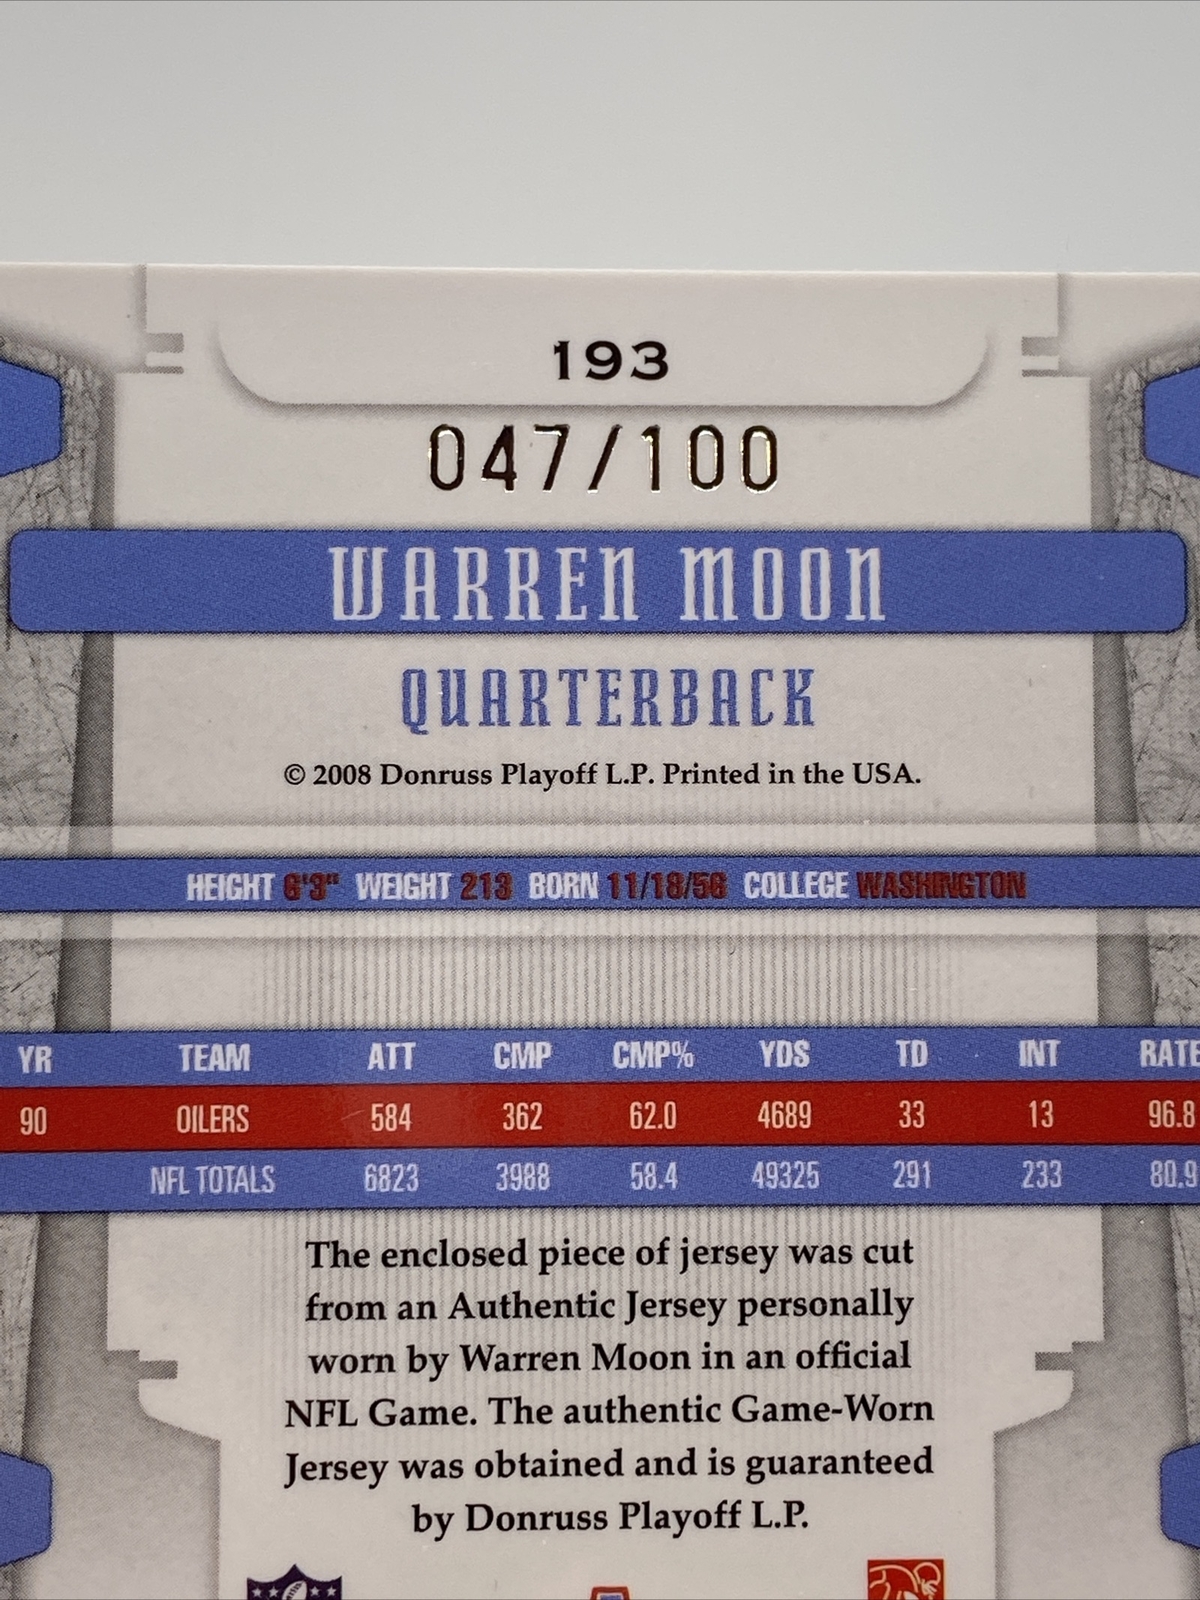 193
047/100
WARREN MOON
QUARTERBACK
© 2008 Donruss Playoff L.P. Printed in the USA.
HEIGHT 6'3" WEIGHT 213 BORN 11/18/56 COLLEGE WASHINGTON
YR TEAM ATT CMP CMP% YDS TD INT RATE
90 OILERS 584 362 62.0 4689 33 13 96.8
NFL TOTALS 6823 3988 58.4 49325 291 233 80.9
The enclosed piece of jersey was cut
from an Authentic Jersey personally
worn by Warren Moon in an official
NFL Game. The authentic Game-Worn
Jersey was obtained and is guaranteed
by Donruss Playoff L.P.